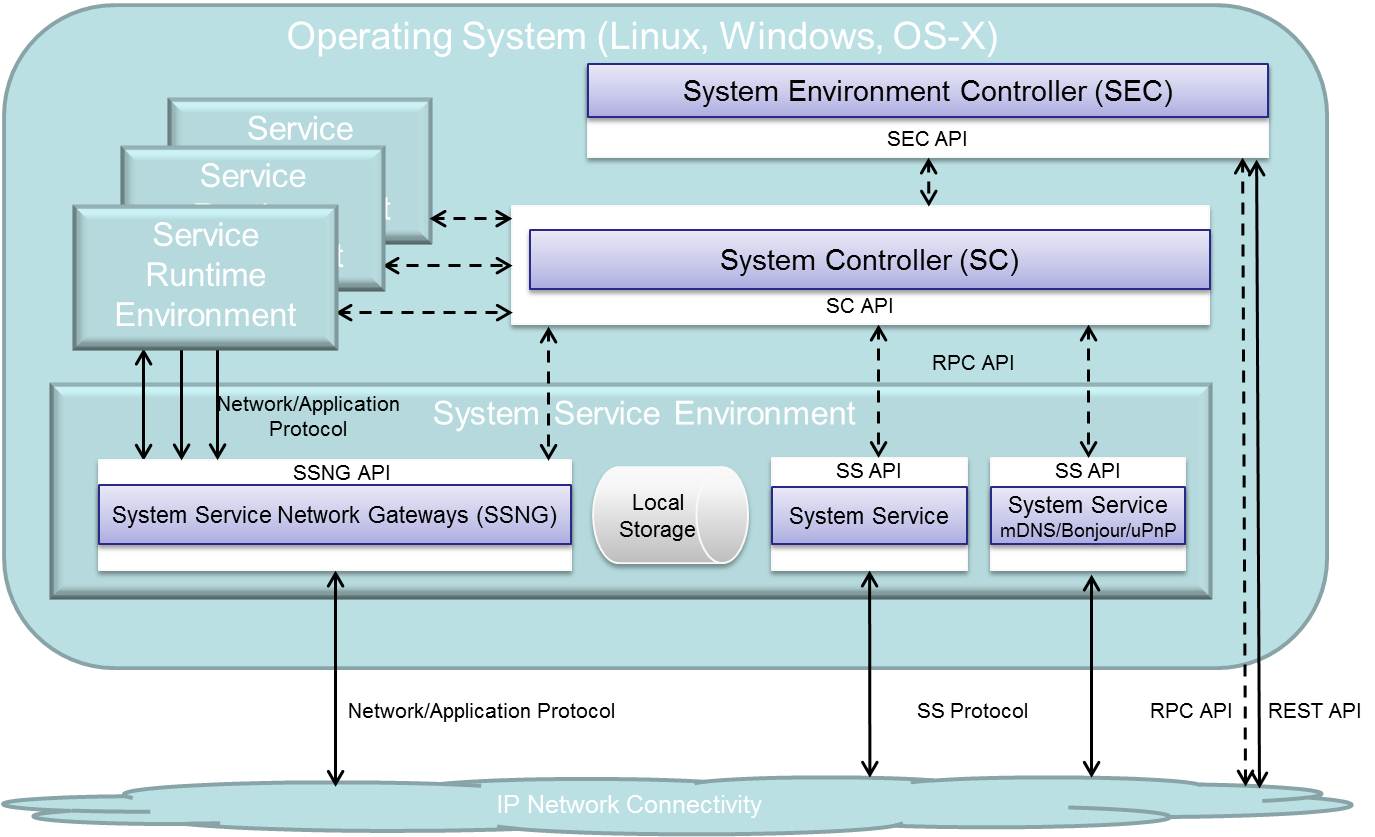 Operating System (Linux, Windows, OS-X)
System Environment Controller (SEC)
SEC API
Service
Service
Service
Runtime
Environment
System Controller (SC)
SC API
RPC API
Network/Application
Protocol
System Service Environment
SSNG API
System Service Network Gateways (SSNG)
Local
Storage
SS API
System Service
SS API
System Service
mDNS/Bonjour/uPnP
Network/Application Protocol
SS Protocol
RPC API
REST API
IP Network Connectivity